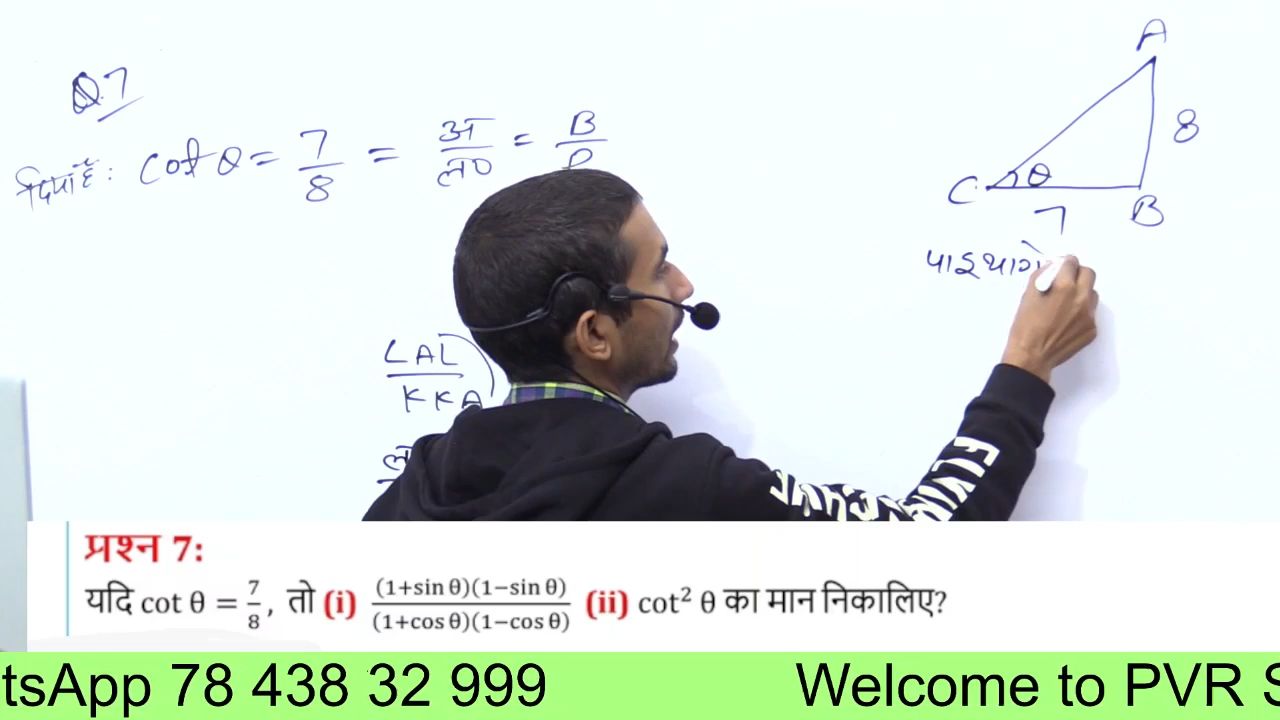 Q.7
दिया है: cot θ = 7/8 = अ/ल० = B/P
A
8
θ
C
7
B
पाइथागो
LAL
KKA
प्रश्न 7:
यदि cot θ = 7/8, तो (i) (1+sin θ)(1−sin θ)/(1+cos θ)(1−cos θ) (ii) cot² θ का मान निकालिए?
tsApp 78 438 32 999 Welcome to PVR S